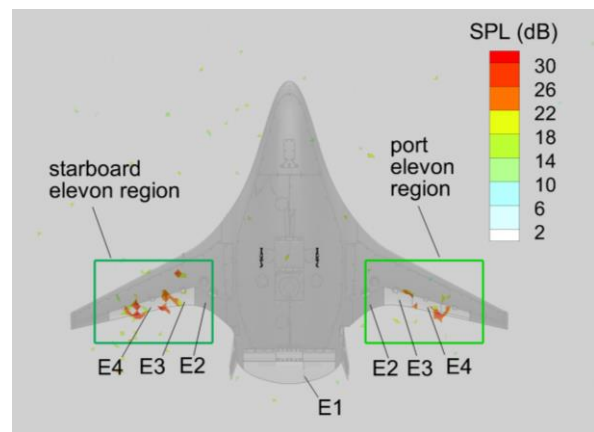 SPL (dB)
30
26
22
18
14
10
6
2
starboard
elevon region
port
elevon
region
E4
E3
E2
E1
E2
E3
E4